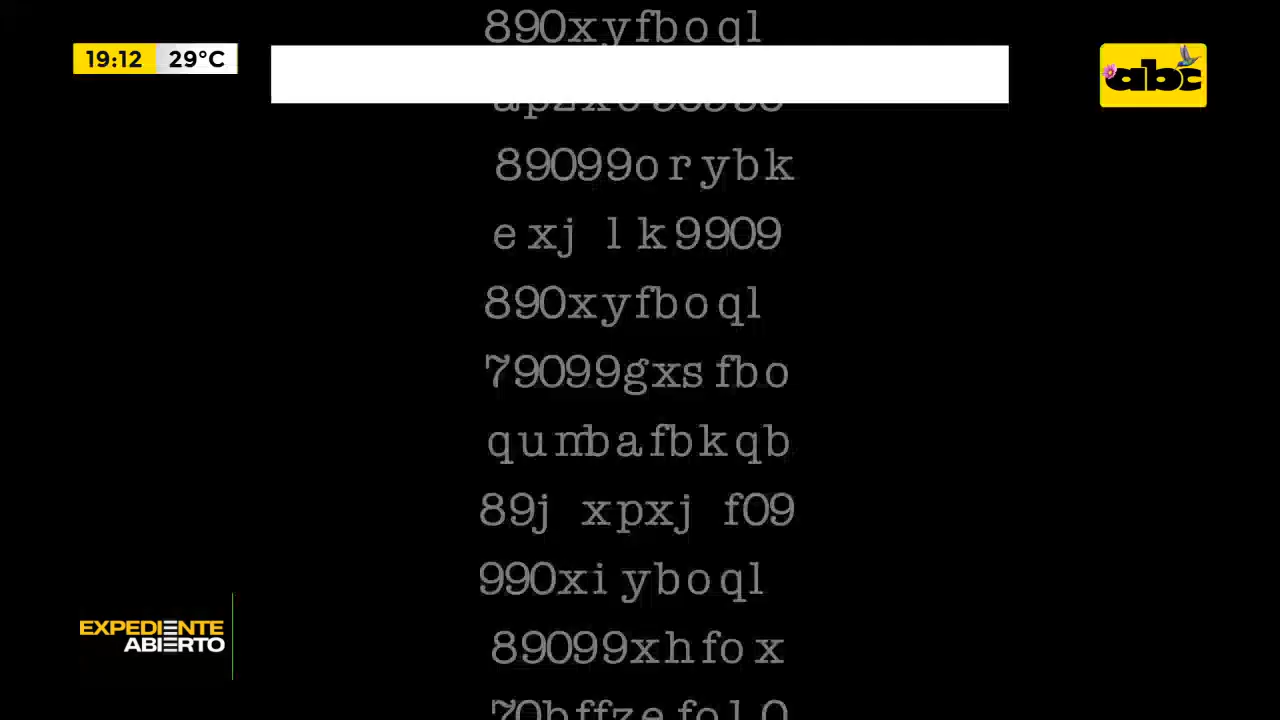 890xyfboql
19:12 29°C
abc
89099orybk
exj lk9909
890xyfboql
79099gxsfbo
qumbafbkqb
89j xpxj f09
990xiyboql
EXPEDIENTE
ABIERTO
89099xhfox